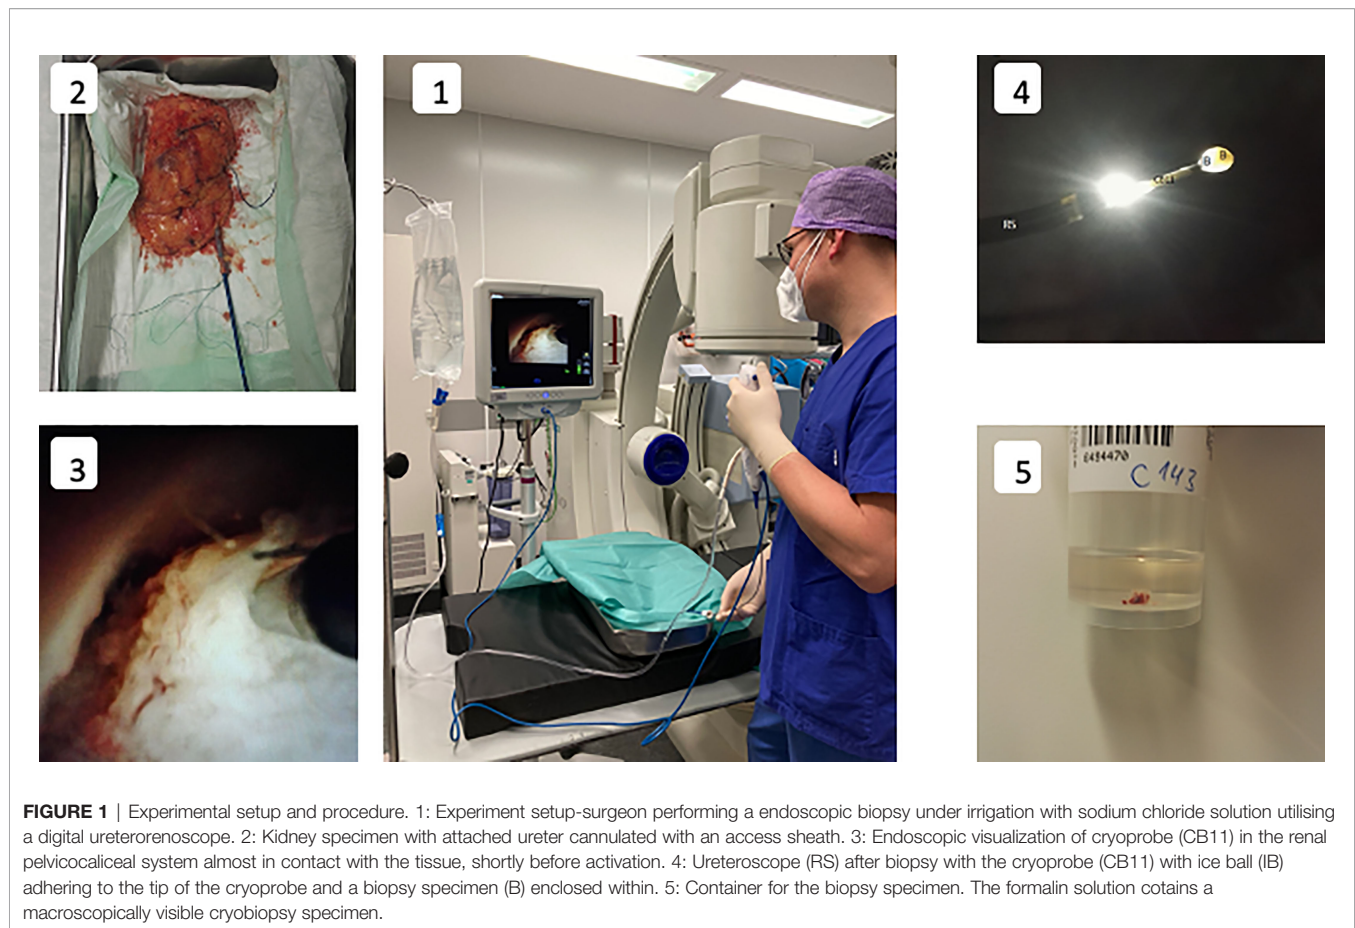 2
1
4
B
B
CB11
RS
3
5
6494470
C 143
FIGURE 1 | Experimental setup and procedure. 1: Experiment setup-surgeon performing a endoscopic biopsy under irrigation with sodium chloride solution utilising
a digital ureterorenoscope. 2: Kidney specimen with attached ureter cannulated with an access sheath. 3: Endoscopic visualization of cryoprobe (CB11) in the renal
pelvicocaliceal system almost in contact with the tissue, shortly before activation. 4: Ureteroscope (RS) after biopsy with the cryoprobe (CB11) with ice ball (IB)
adhering to the tip of the cryoprobe and a biopsy specimen (B) enclosed within. 5: Container for the biopsy specimen. The formalin solution cotains a
macroscopically visible cryobiopsy specimen.